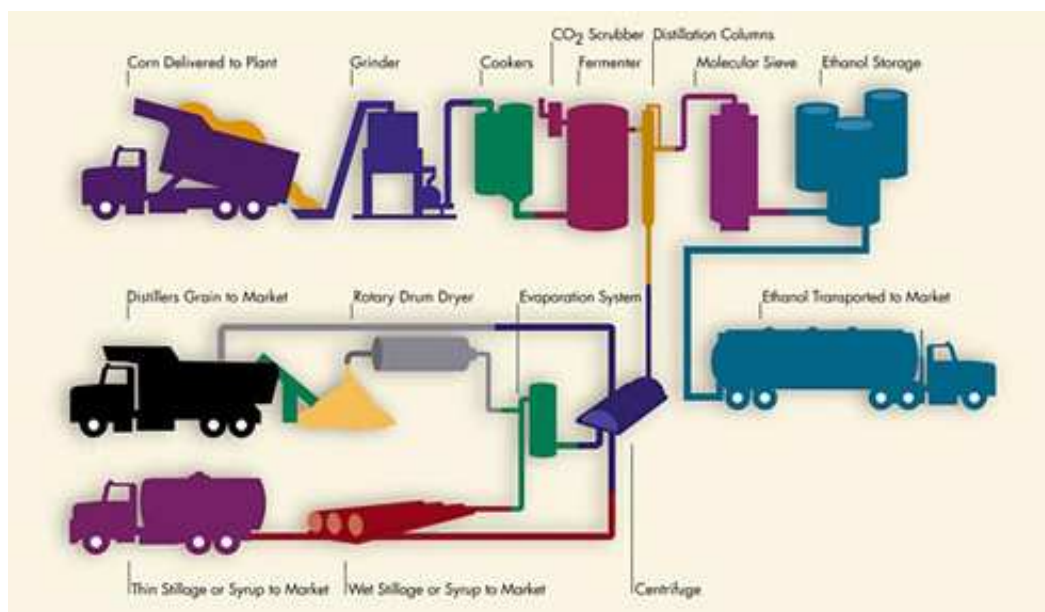 CO2 Scrubber
Distillation Columns
Corn Delivered to Plant
Grinder
Cookers
Fermenter
Molecular Sieve
Ethanol Storage
Distillers Grain to Market
Rotary Drum Dryer
Evaporation System
Ethanol Transported to Market
Thin Stillage or Syrup to Market
Wet Stillage or Syrup to Market
Centrifuge